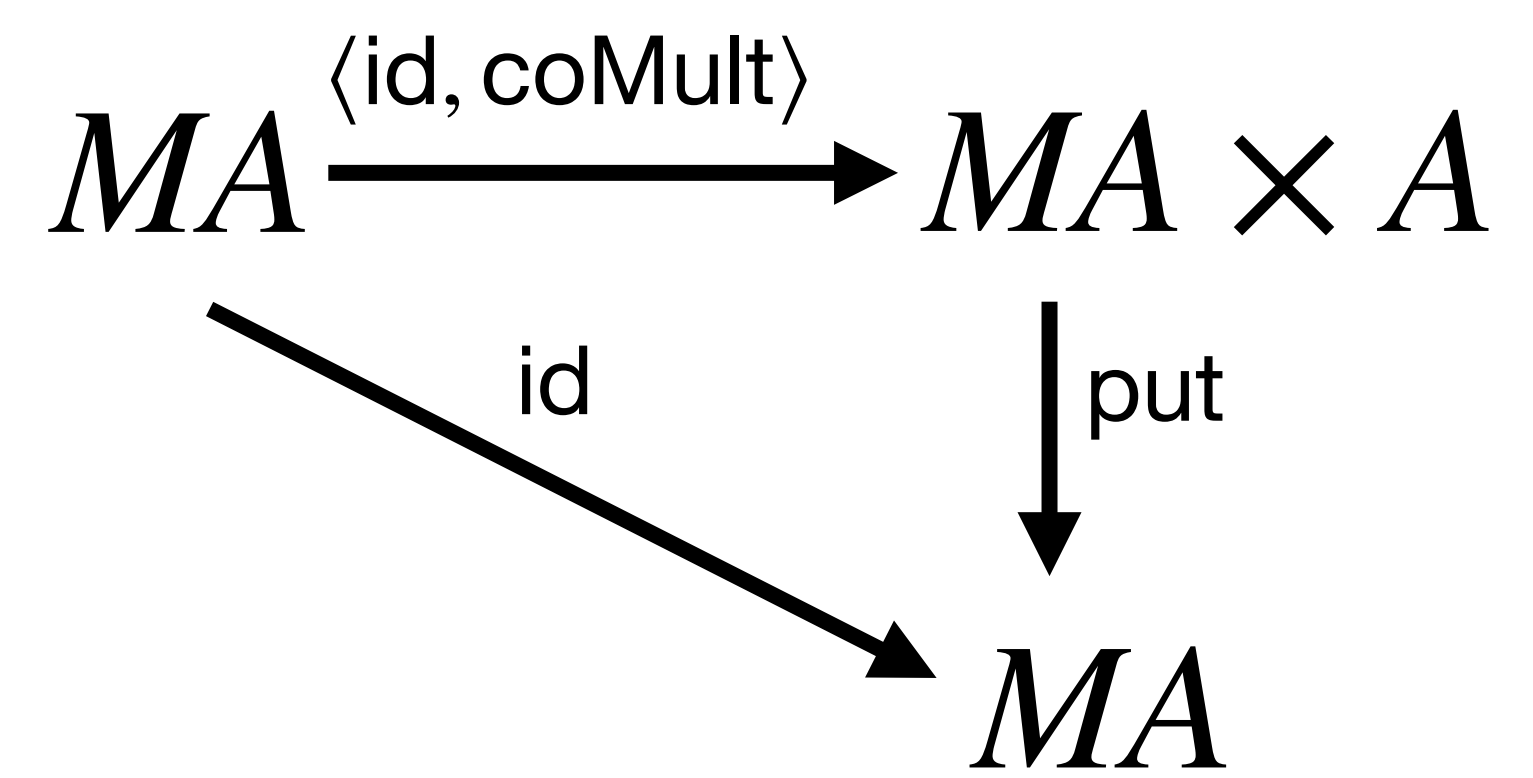 ⟨id, coMult⟩
MA MA × A
id put
MA